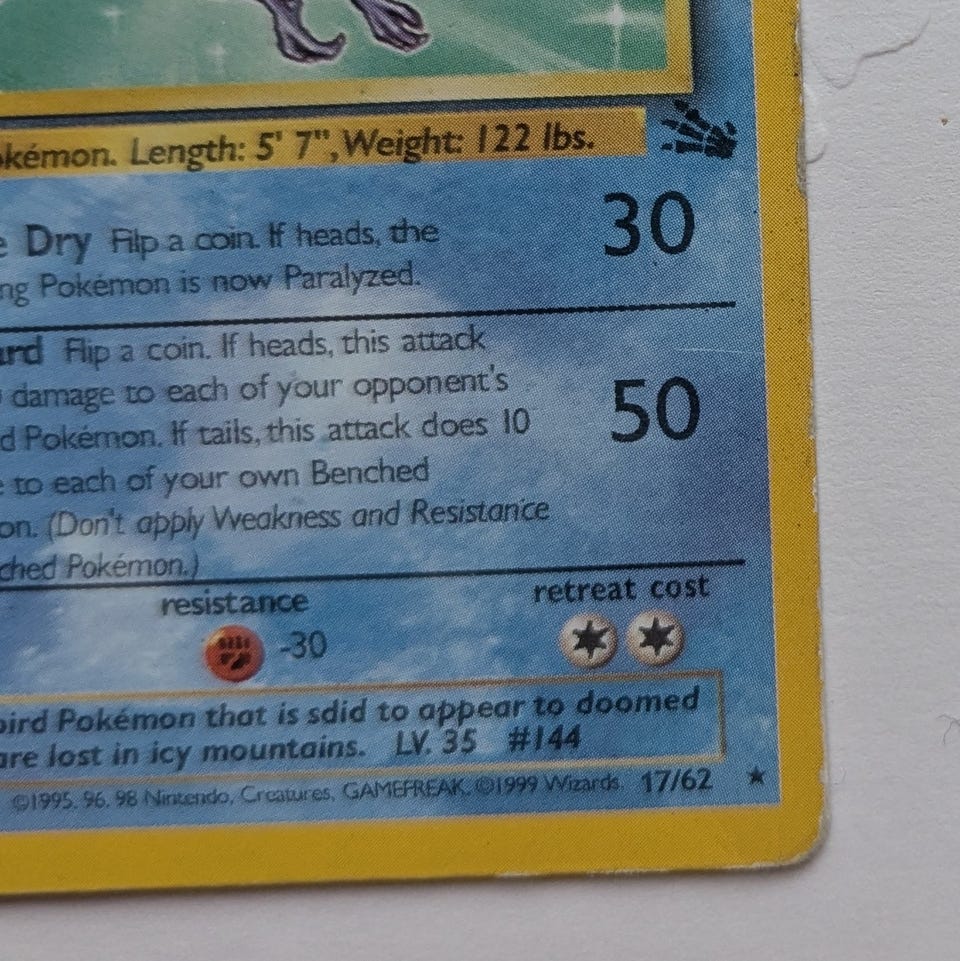 kémon. Length: 5' 7", Weight: 122 lbs.
e Dry Filp a coin. If heads, the
30
ng Pokémon is now Paralyzed.
ard Flip a coin. If heads, this attack
damage to each of your opponent's
50
d Pokémon. If tails, this attack does 10
e to each of your own Benched
on. (Don't apply Weakness and Resistance
ched Pokémon.)
resistance
retreat cost
-30
bird Pokémon that is sdid to appear to doomed
are lost in icy mountains. LV. 35 #144
©1995, 96, 98 Nintendo, Creatures, GAMEFREAK. ©1999 Wizards. 17/62